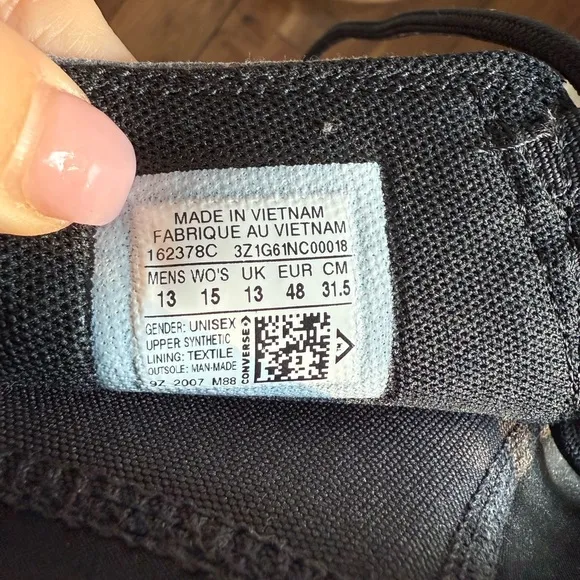 MADE IN VIETNAM
FABRIQUE AU VIETNAM
162378C 3Z1G61NC00018
MENS WO'S UK EUR CM
13 15 13 48 31.5
GENDER: UNISEX
UPPER SYNTHETIC
LINING: TEXTILE
OUTSOLE: MAN-MADE
9Z 2007 M88
CONVERSE